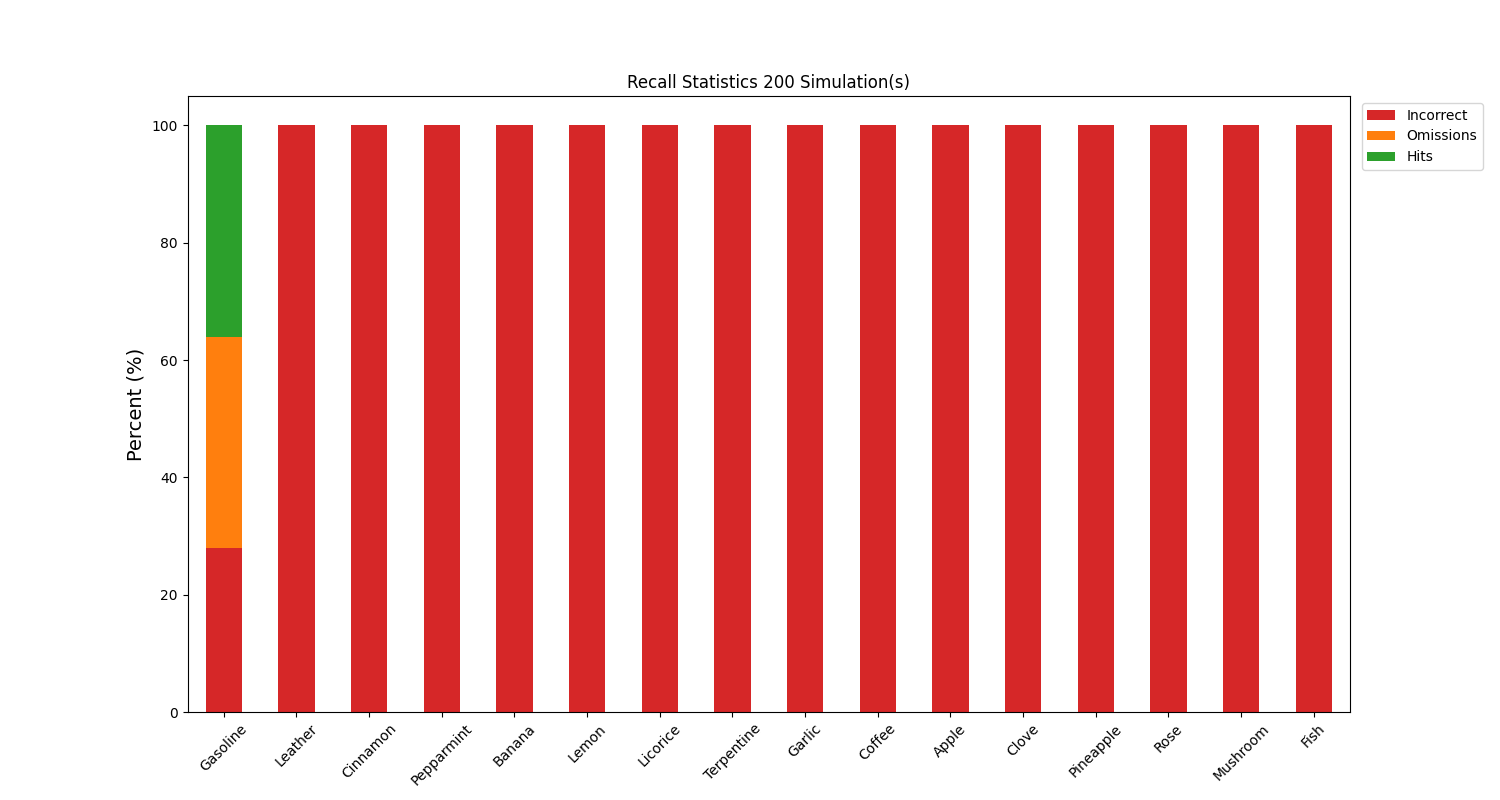 Recall Statistics 200 Simulation(s)
Incorrect
Omissions
Hits
Percent (%)
100
80
60
40
20
0
Gasoline
Leather
Cinnamon
Pepparmint
Banana
Lemon
Licorice
Terpentine
Garlic
Coffee
Apple
Clove
Pineapple
Rose
Mushroom
Fish